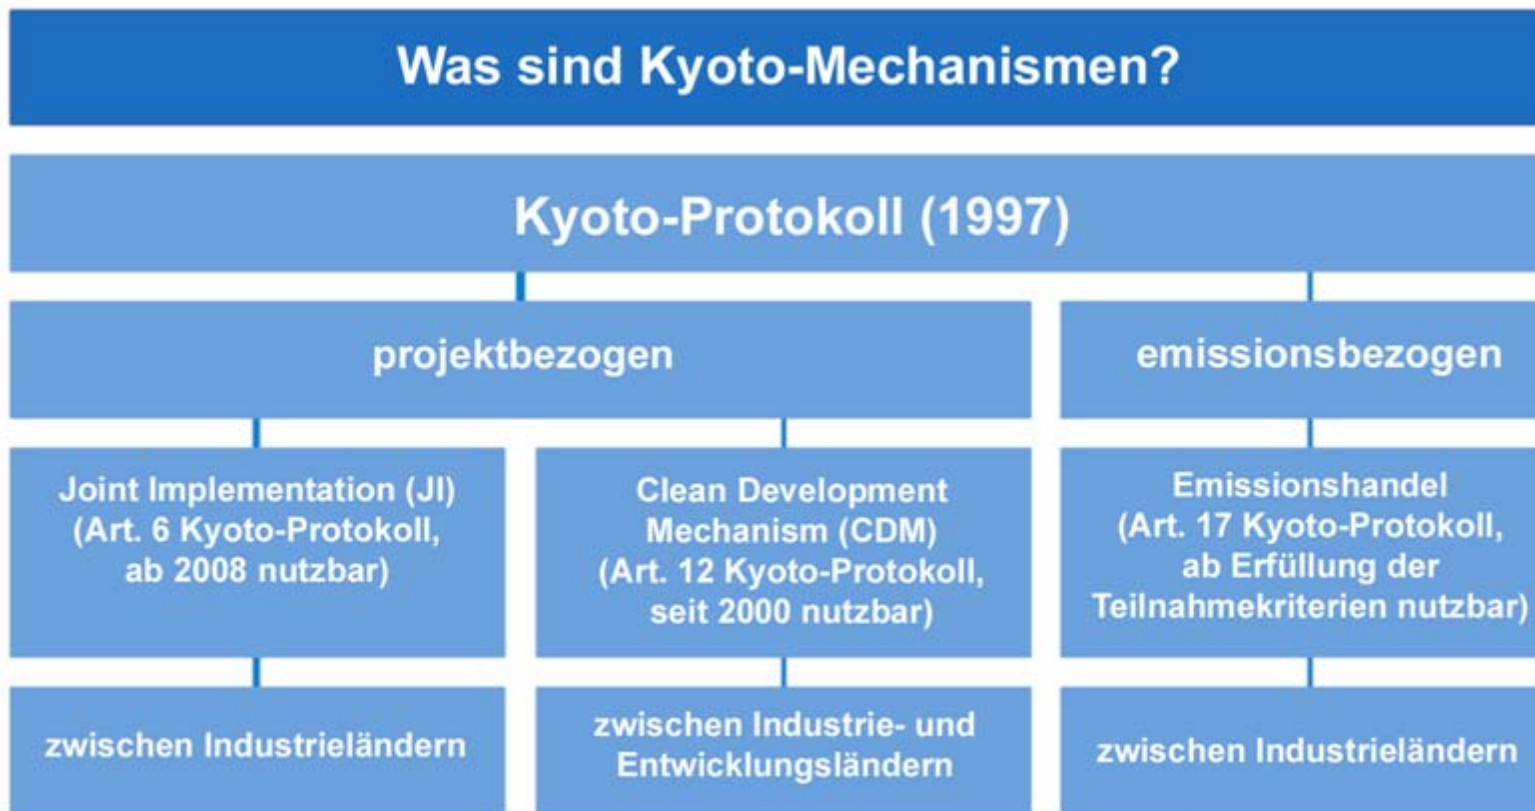 Was sind Kyoto-Mechanismen?
Kyoto-Protokoll (1997)
projektbezogen
emissionsbezogen
Joint Implementation (JI)
(Art. 6 Kyoto-Protokoll,
ab 2008 nutzbar)
Clean Development
Mechanism (CDM)
(Art. 12 Kyoto-Protokoll,
seit 2000 nutzbar)
Emissionshandel
(Art. 17 Kyoto-Protokoll,
ab Erfüllung der
Teilnahmekriterien nutzbar)
zwischen Industrieländern
zwischen Industrie- und
Entwicklungsländern
zwischen Industrieländern